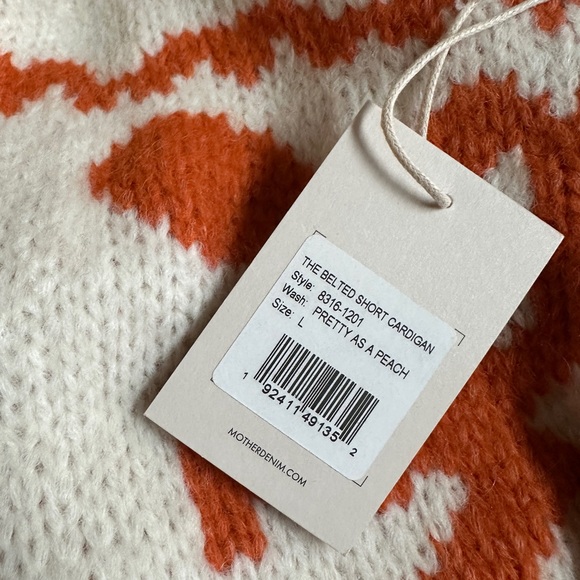 THE BELTED SHORT CARDIGAN
Style: 8316-1201
Wash: PRETTY AS A PEACH
Size: L
1 92411 49135 2
MOTHERDENIM.COM